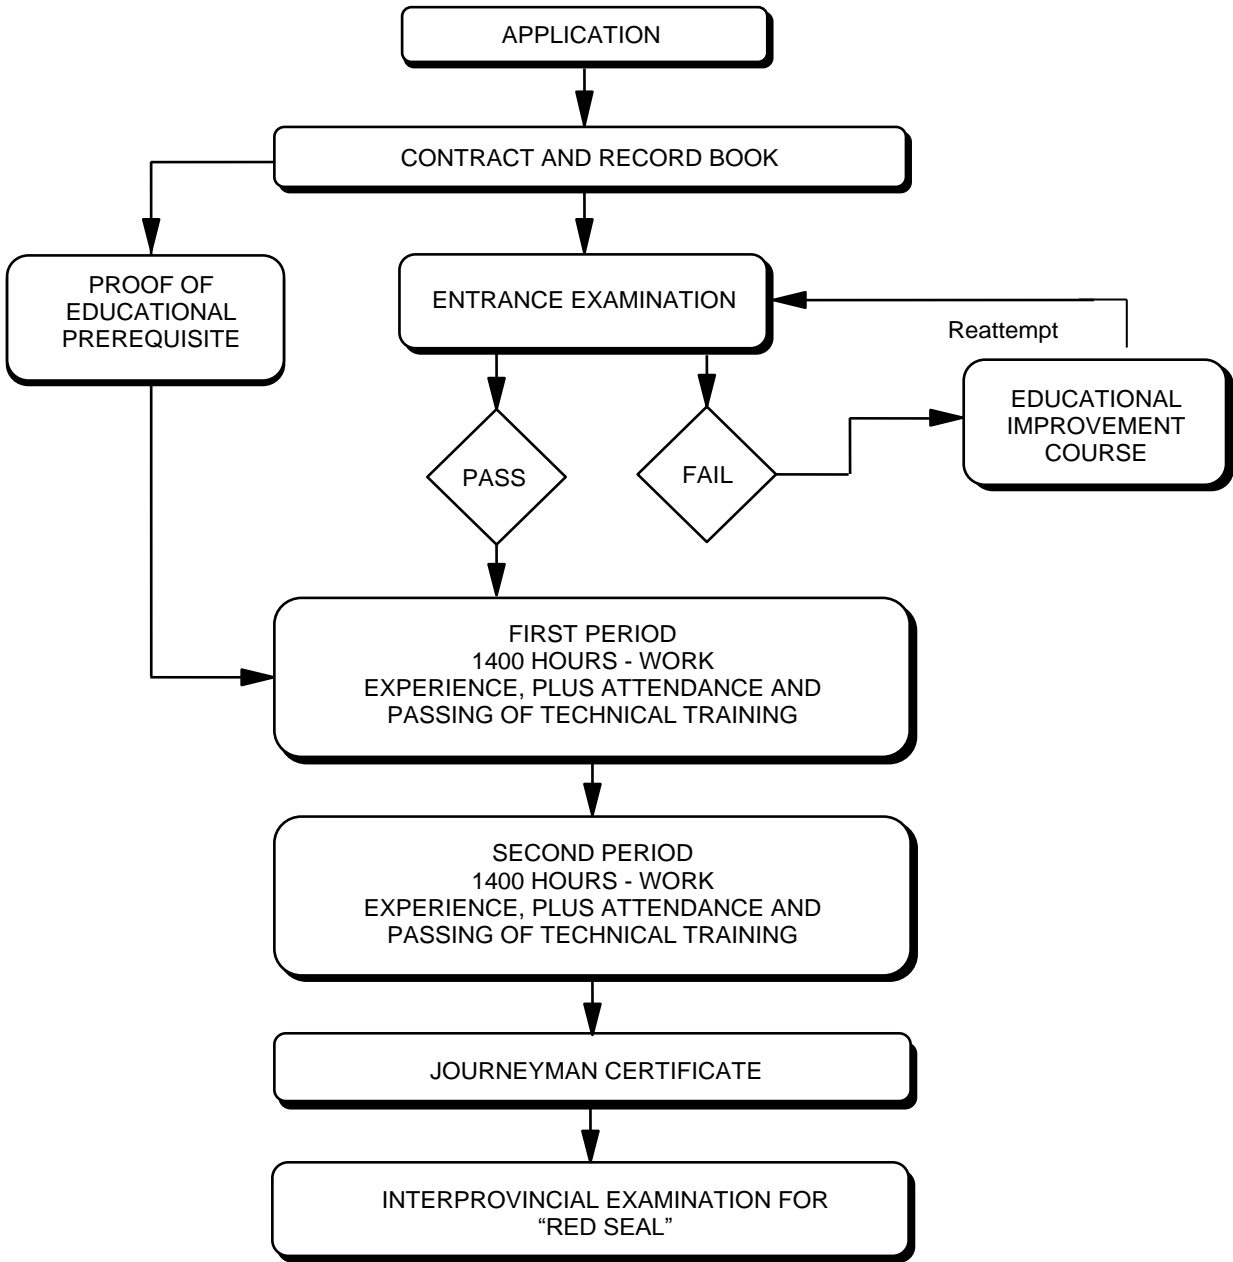 APPLICATION
CONTRACT AND RECORD BOOK
PROOF OF
EDUCATIONAL
PREREQUISITE
ENTRANCE EXAMINATION
Reattempt
EDUCATIONAL
IMPROVEMENT
COURSE
PASS
FAIL
FIRST PERIOD
1400 HOURS - WORK
EXPERIENCE, PLUS ATTENDANCE AND
PASSING OF TECHNICAL TRAINING
SECOND PERIOD
1400 HOURS - WORK
EXPERIENCE, PLUS ATTENDANCE AND
PASSING OF TECHNICAL TRAINING
JOURNEYMAN CERTIFICATE
INTERPROVINCIAL EXAMINATION FOR
“RED SEAL”